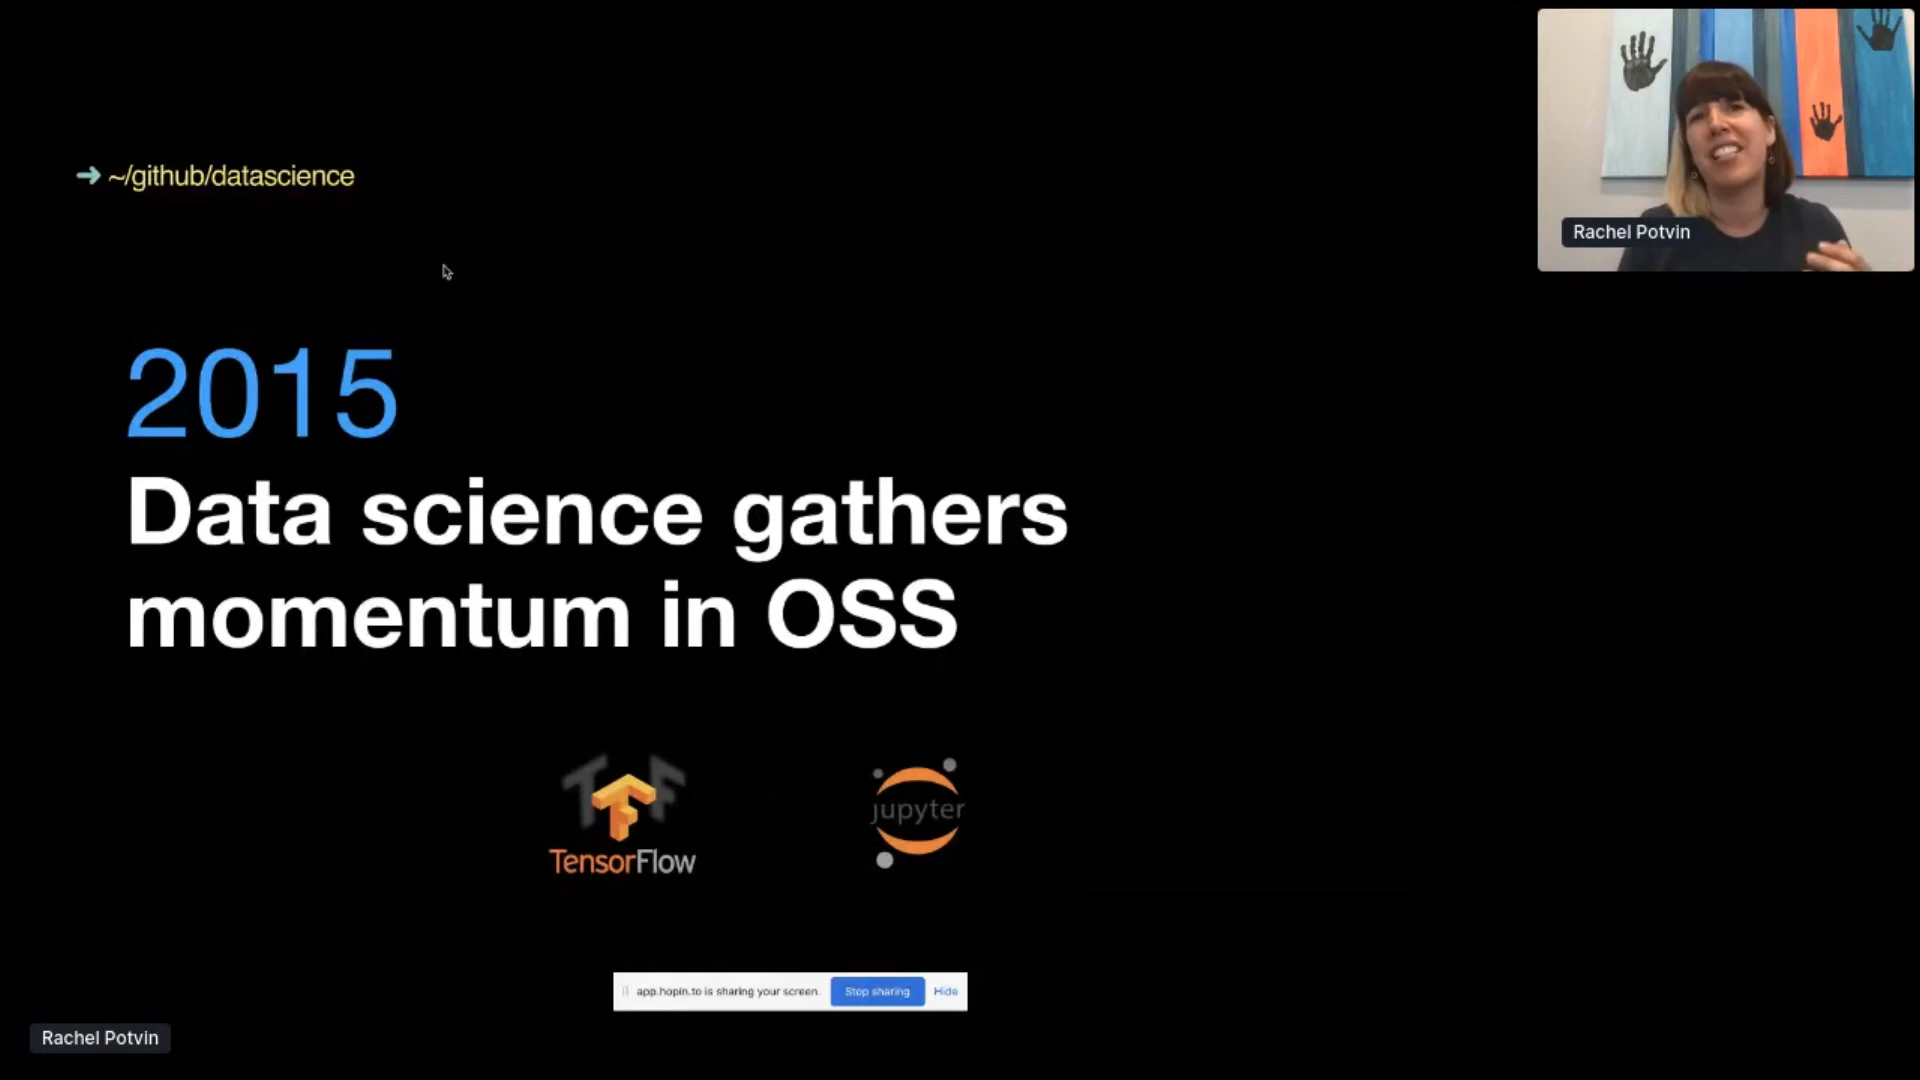 ~/github/datascience
Rachel Potvin
2015
Data science gathers
momentum in OSS
TF
TensorFlow
jupyter
app.hopin.to is sharing your screen.
Stop sharing
Hide
Rachel Potvin